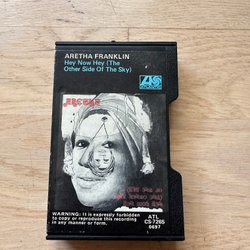 ARETHA FRANKLIN
Hey Now Hey (The
Other Side Of The Sky)
ATLANTIC
WARNING: It is expressly forbidden
to copy or reproduce this recording
in any manner or form.
ATL
CS-7265
0697